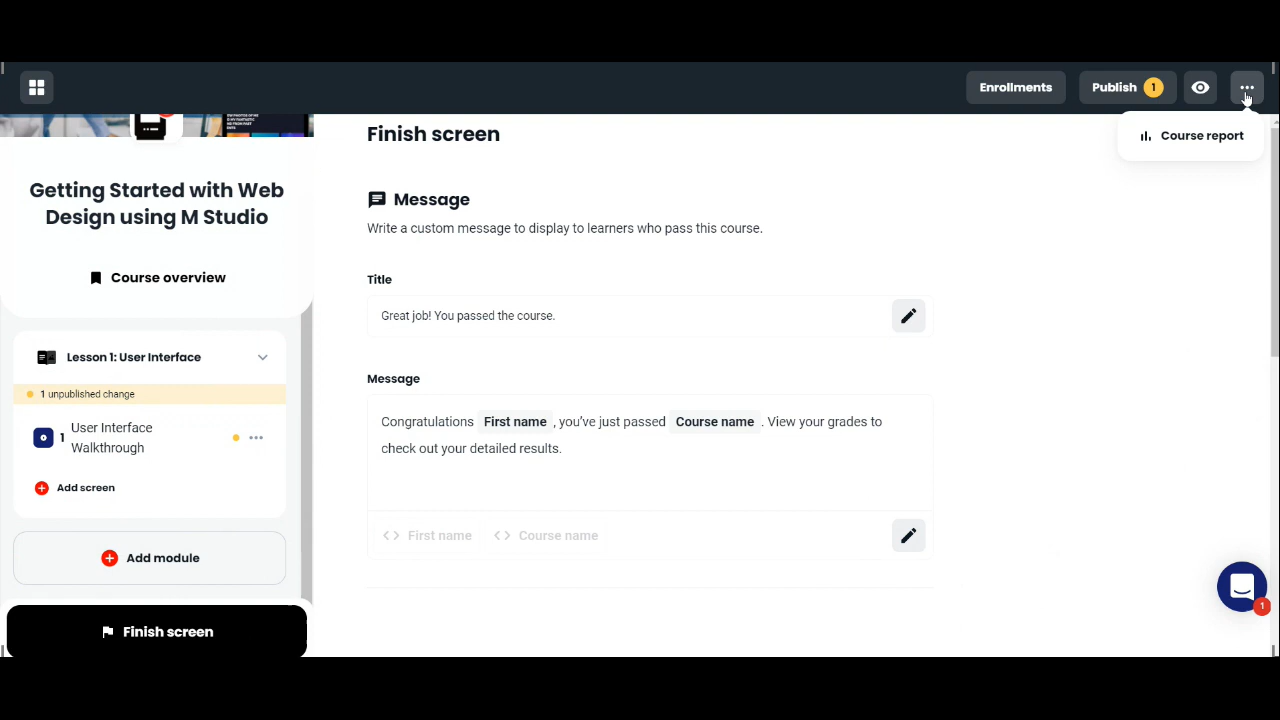 Enrollments
Publish 1
Course report
Getting Started with Web
Design using M Studio
Course overview
Lesson 1: User Interface
1 unpublished change
1 User Interface
Walkthrough
Add screen
Add module
Finish screen
Finish screen
Message
Write a custom message to display to learners who pass this course.
Title
Great job! You passed the course.
Message
Congratulations First name , you've just passed Course name . View your grades to
check out your detailed results.
<> First name <> Course name
1